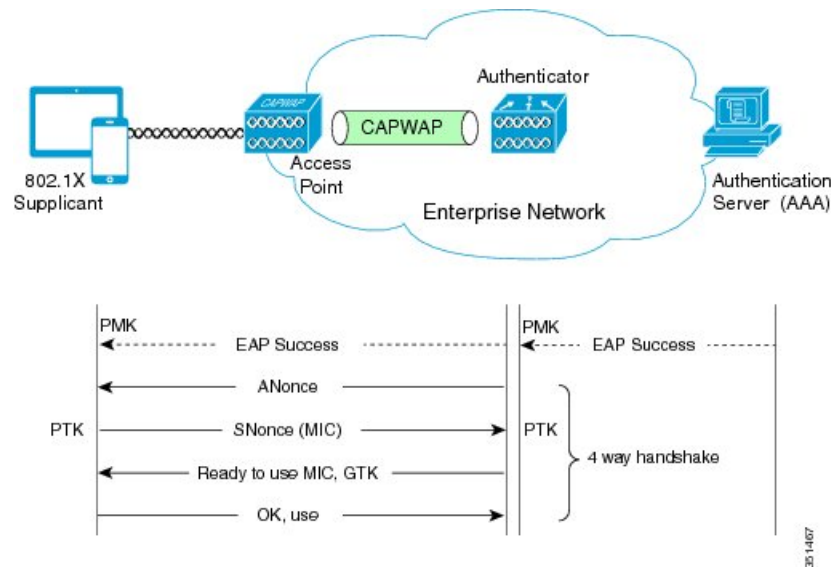 CAPWAP
Authenticator
CAPWAP
802.1X
Supplicant
Access
Point
Enterprise Network
Authentication
Server (AAA)
PMK
EAP Success
PMK
EAP Success
ANonce
PTK
SNonce (MIC)
PTK
4 way handshake
Ready to use MIC, GTK
OK, use
351467